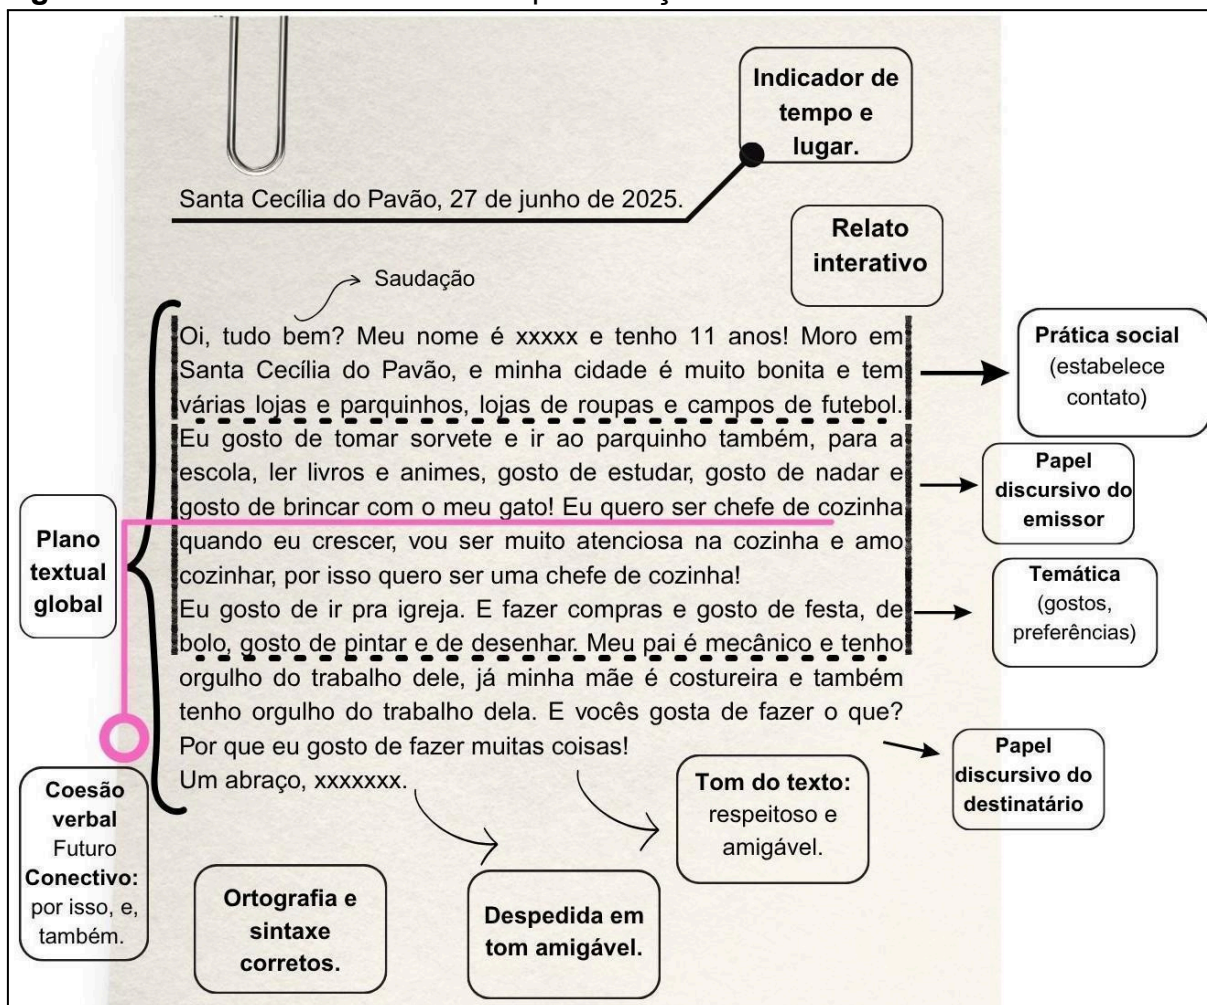 Indicador de
tempo e
lugar.
Santa Cecília do Pavão, 27 de junho de 2025.
Relato
interativo
Saudação
Oi, tudo bem? Meu nome é xxxxx e tenho 11 anos! Moro em
Santa Cecília do Pavão, e minha cidade é muito bonita e tem
várias lojas e parquinhos, lojas de roupas e campos de futebol.
Eu gosto de tomar sorvete e ir ao parquinho também, para a
escola, ler livros e animes, gosto de estudar, gosto de nadar e
gosto de brincar com o meu gato! Eu quero ser chefe de cozinha
quando eu crescer, vou ser muito atenciosa na cozinha e amo
cozinhar, por isso quero ser uma chefe de cozinha!
Eu gosto de ir pra igreja. E fazer compras e gosto de festa, de
bolo, gosto de pintar e de desenhar. Meu pai é mecânico e tenho
orgulho do trabalho dele, já minha mãe é costureira e também
tenho orgulho do trabalho dela. E vocês gosta de fazer o que?
Por que eu gosto de fazer muitas coisas!
Um abraço, xxxxxxx.
Prática social
(estabelece
contato)
Papel
discursivo do
emissor
Temática
(gostos,
preferências)
Papel
discursivo do
destinatário
Plano
textual
global
Coesão
verbal
Futuro
Conectivo:
por isso, e,
também.
Tom do texto:
respeitoso e
amigável.
Ortografia e
sintaxe
corretos.
Despedida em
tom amigável.